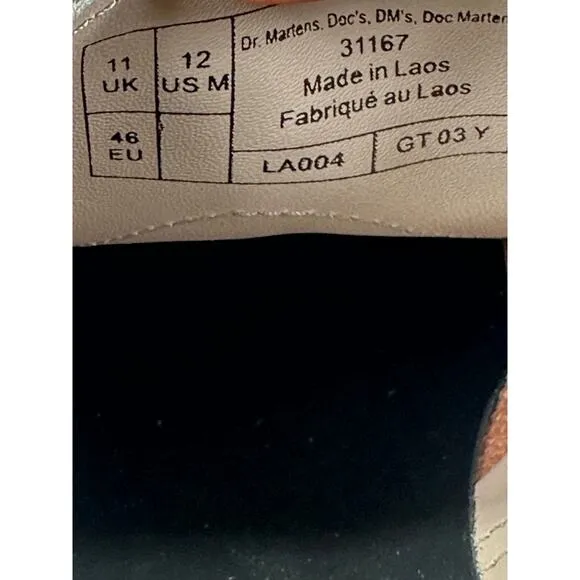 11
UK
12
US M
46
EU
Dr. Martens. Doc's, DM's, Doc Marten
31167
Made in Laos
Fabriqué au Laos
LA004
GT 03 Y